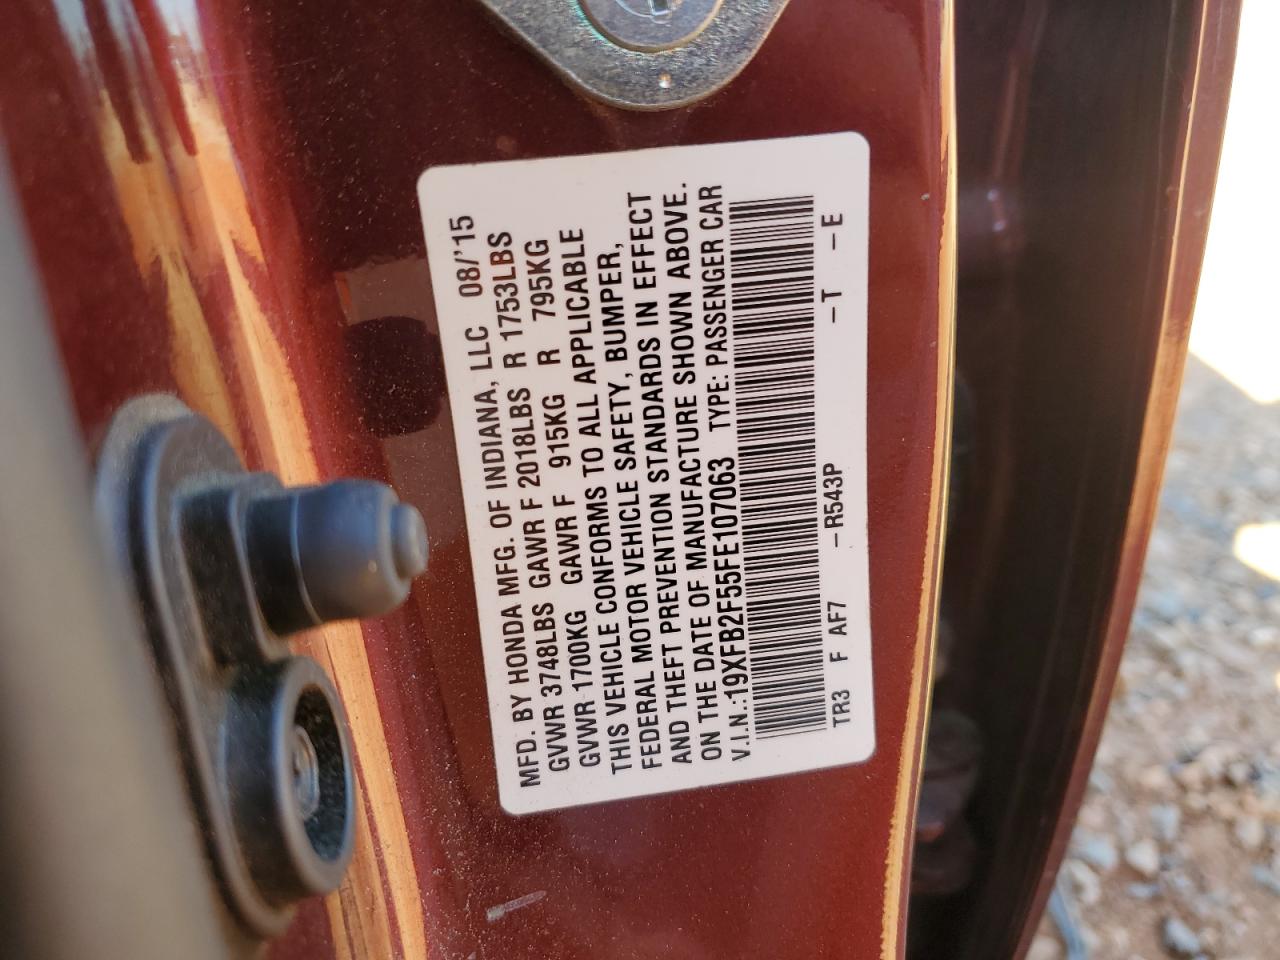 MFD. BY HONDA MFG. OF INDIANA, LLC 08/'15
GVWR 3748LBS GAWR F 2018LBS R 1753LBS
GVWR 1700KG GAWR F 915KG R 795KG
THIS VEHICLE CONFORMS TO ALL APPLICABLE
FEDERAL MOTOR VEHICLE SAFETY, BUMPER,
AND THEFT PREVENTION STANDARDS IN EFFECT
ON THE DATE OF MANUFACTURE SHOWN ABOVE.
V.I.N.:19XFB2F55FE107063 TYPE: PASSENGER CAR
TR3 F AF7 –R543P –T –E